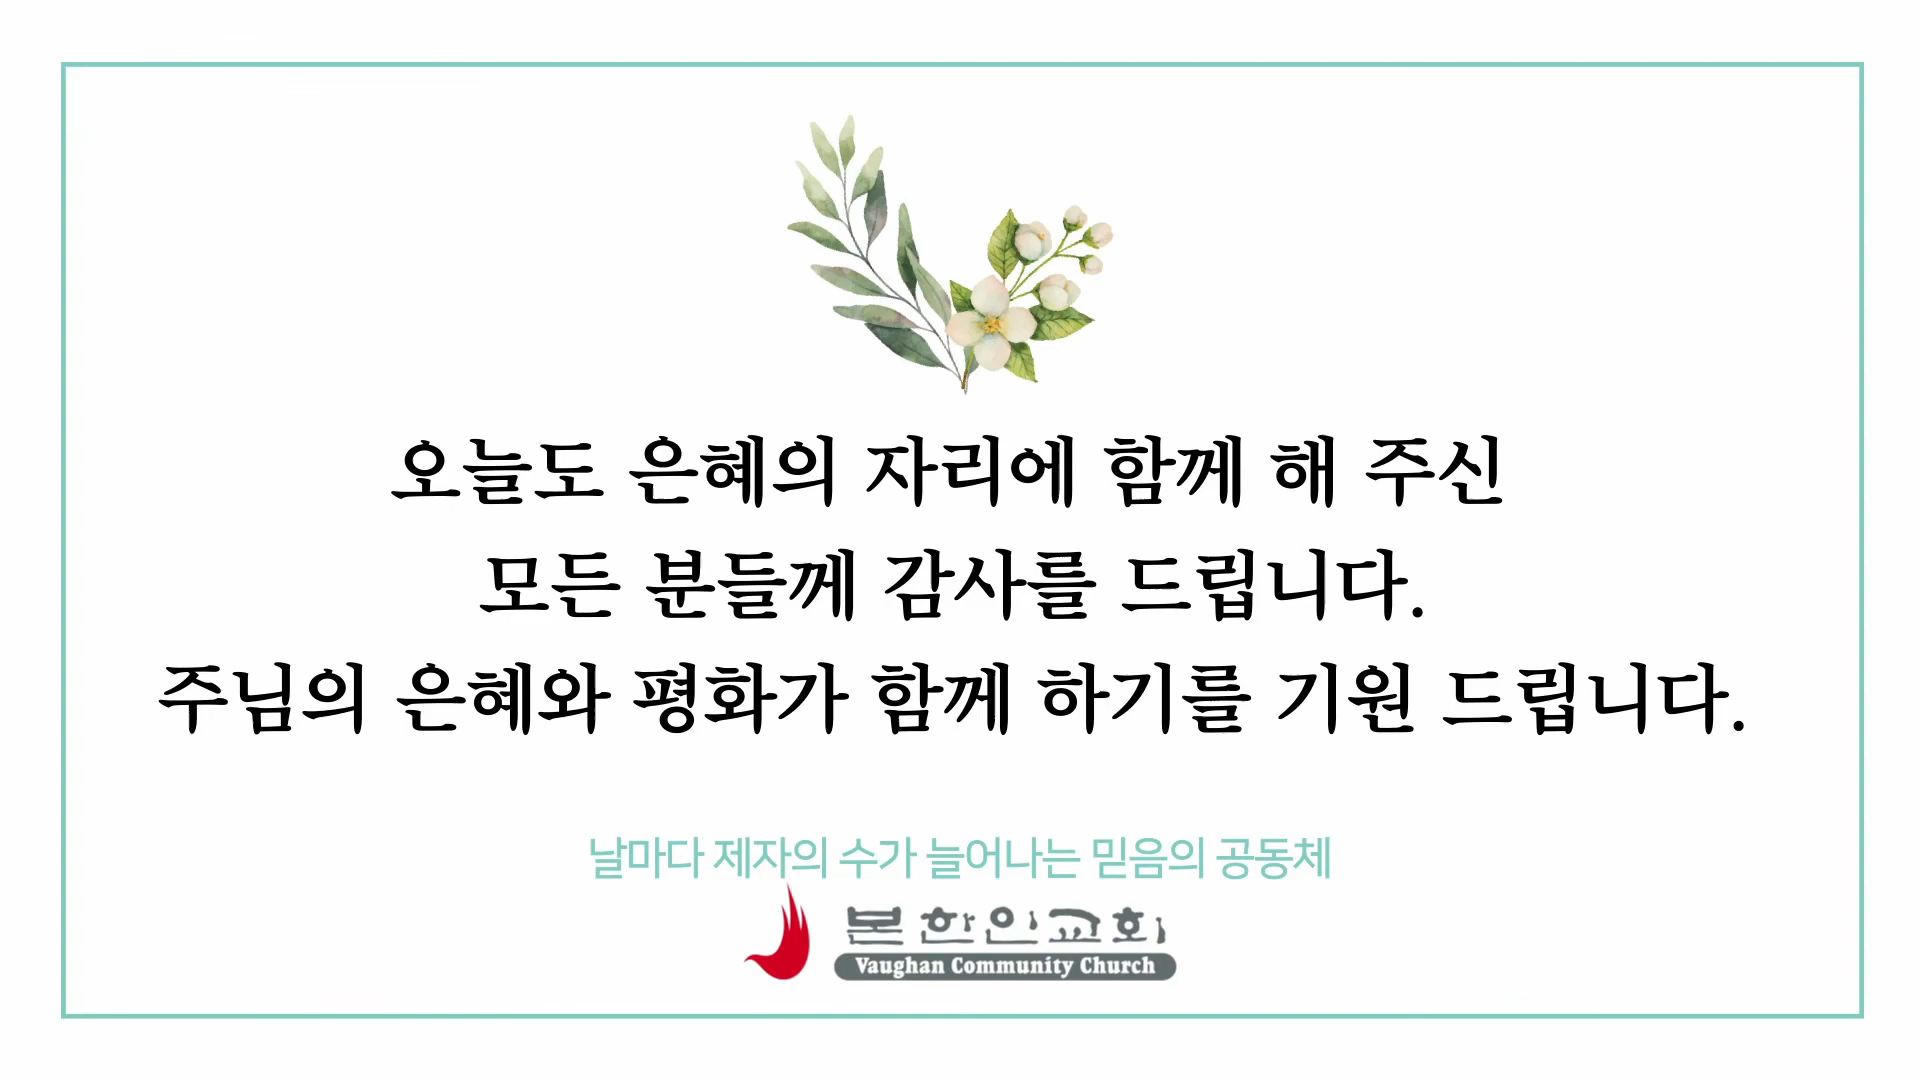 오늘도 은혜의 자리에 함께 해 주신
모든 분들께 감사를 드립니다.
주님의 은혜와 평화가 함께 하기를 기원 드립니다.
날마다 제자의 수가 늘어나는 믿음의 공동체
본한인교회
Vaughan Community Church